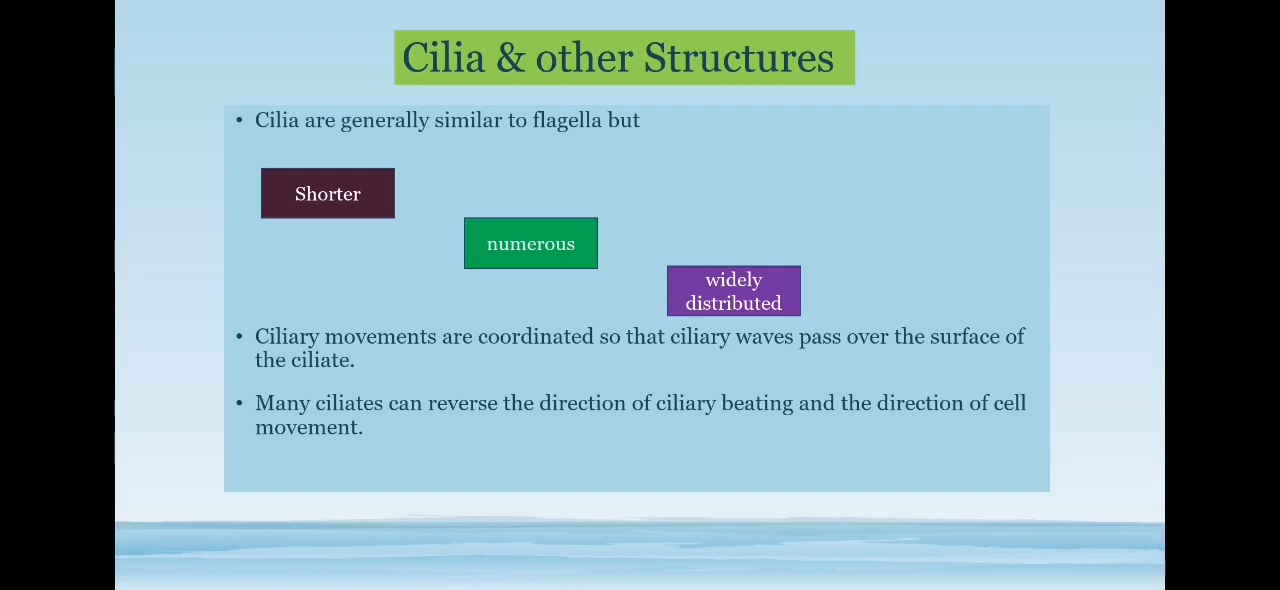 Cilia & other Structures
• Cilia are generally similar to flagella but
Shorter
numerous
widely
distributed
• Ciliary movements are coordinated so that ciliary waves pass over the surface of
the ciliate.
• Many ciliates can reverse the direction of ciliary beating and the direction of cell
movement.